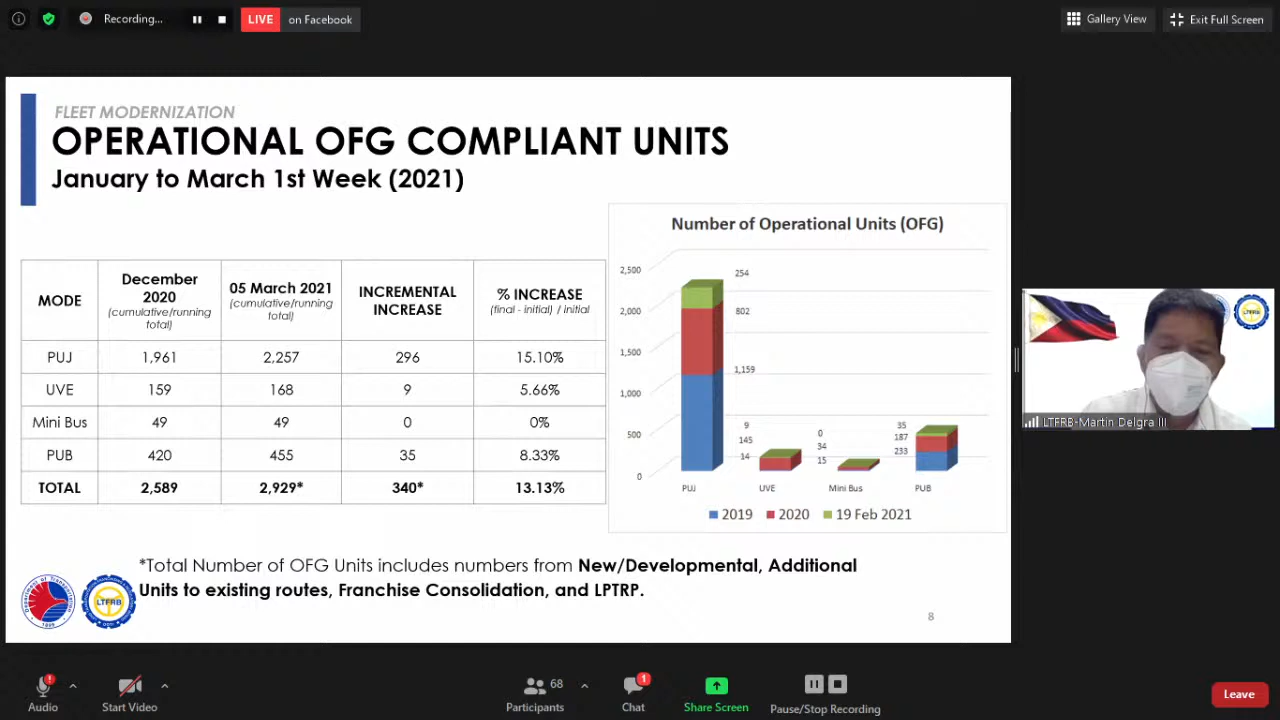 Recording...
LIVE on Facebook
Gallery View
Exit Full Screen
FLEET MODERNIZATION
OPERATIONAL OFG COMPLIANT UNITS
January to March 1st Week (2021)
MODE December 2020 (cumulative/running total) 05 March 2021 (cumulative/running total) INCREMENTAL INCREASE % INCREASE (final - initial) / initial
PUJ 1,961 2,257 296 15.10%
UVE 159 168 9 5.66%
Mini Bus 49 49 0 0%
PUB 420 455 35 8.33%
TOTAL 2,589 2,929* 340* 13.13%
Number of Operational Units (OFG)
2,500
2,000
1,500
1,000
500
0
254
802
1,159
9
145
14
0
34
15
35
187
233
PUJ UVE Mini Bus PUB
2019 2020 19 Feb 2021
*Total Number of OFG Units includes numbers from New/Developmental, Additional
Units to existing routes, Franchise Consolidation, and LPTRP.
LTFRB
8
LTFRB
LTFRB-Martin Delgra III
Audio
Start Video
68
Participants
1
Chat
Share Screen
Pause/Stop Recording
Leave